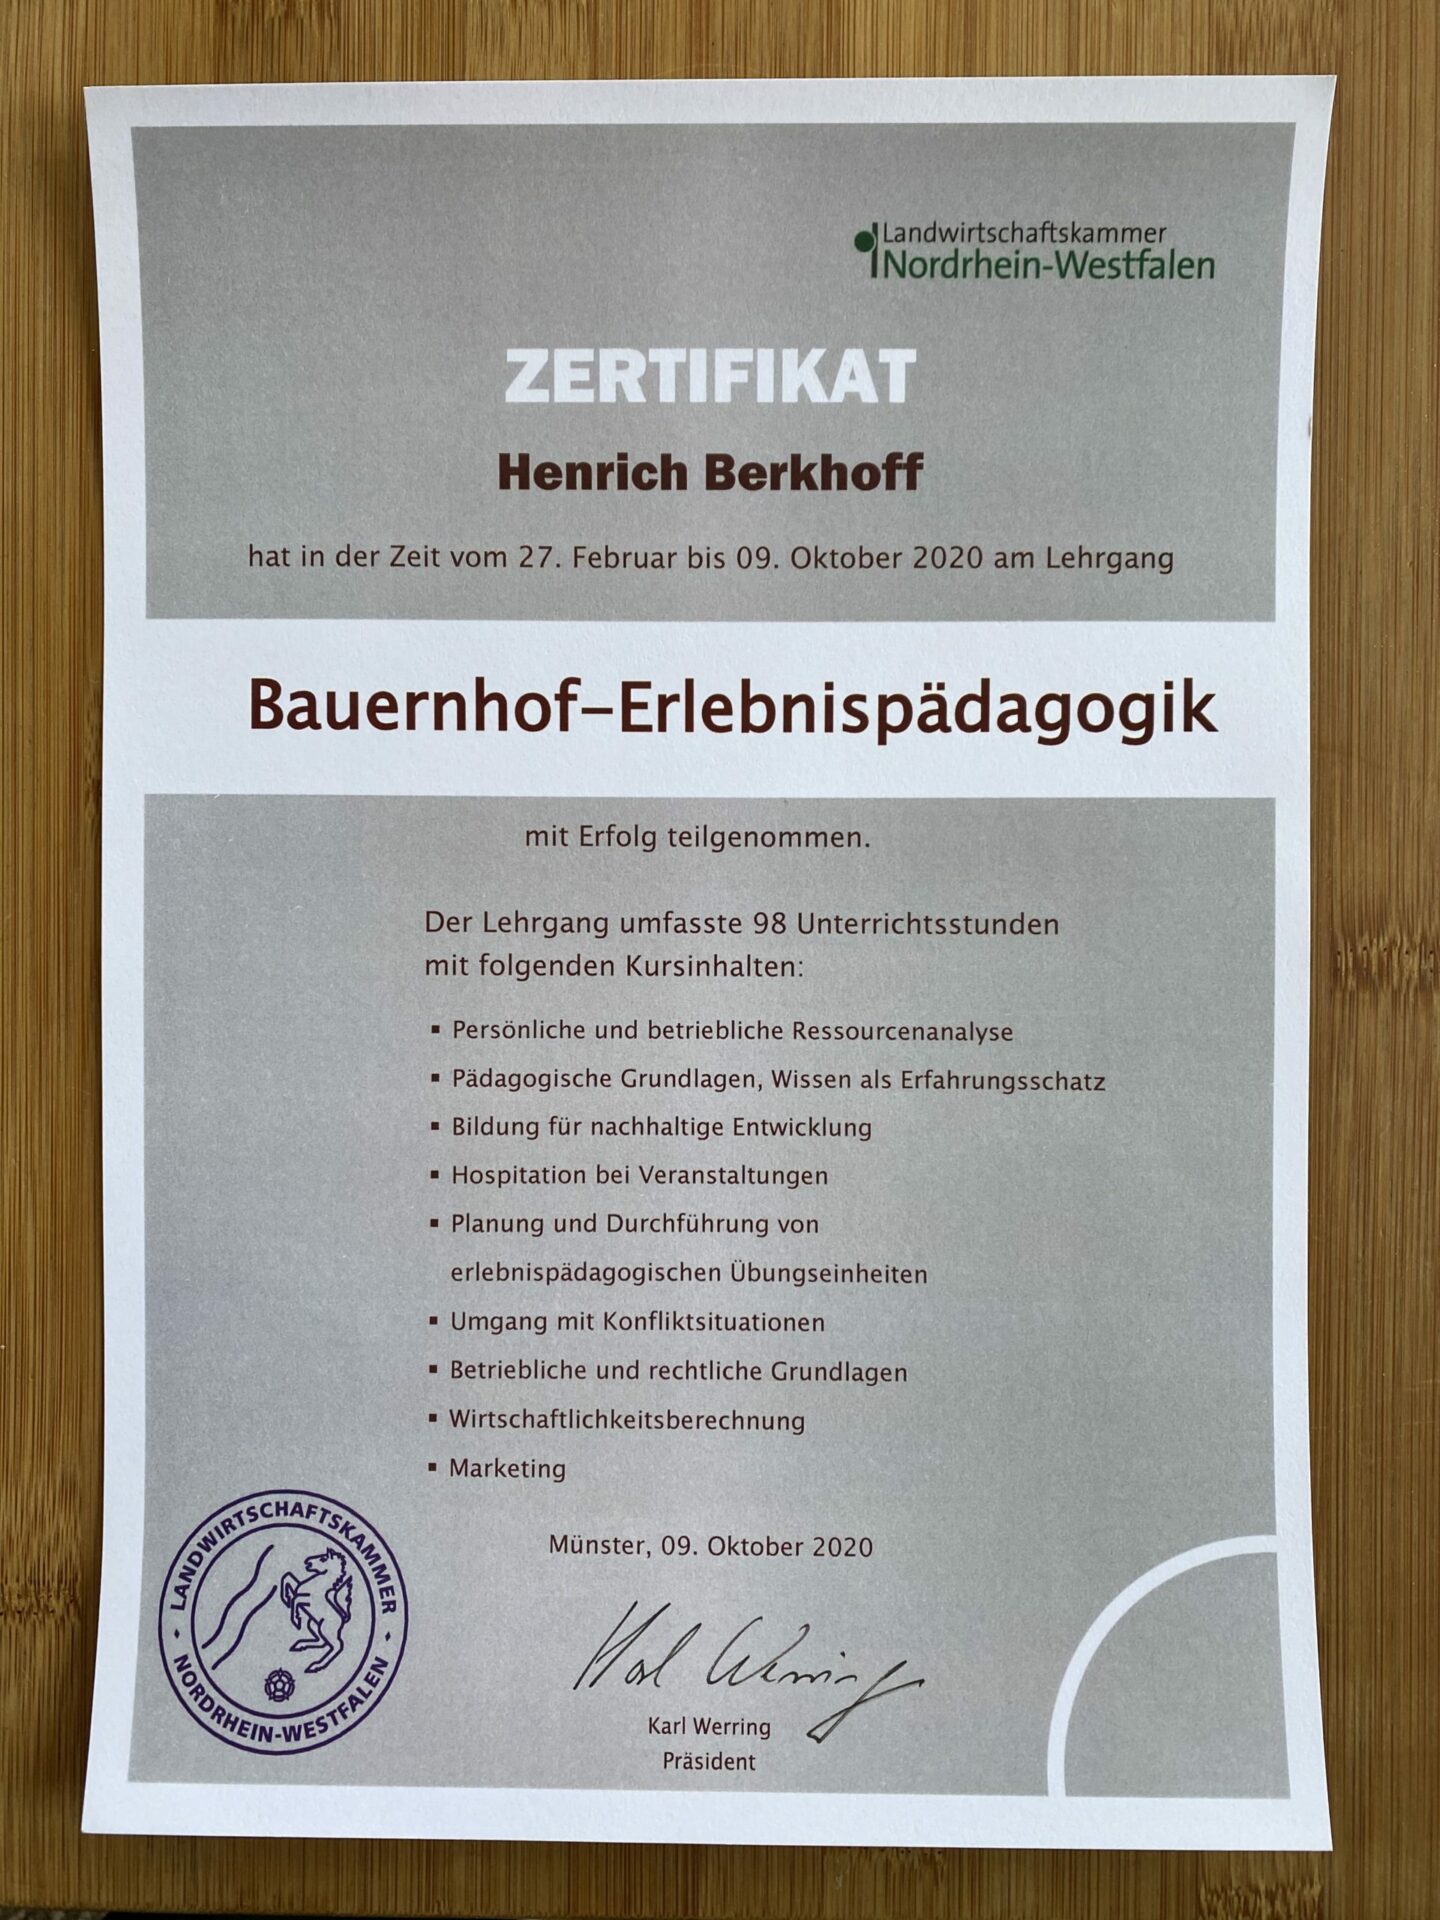 Landwirtschaftskammer
Nordrhein-Westfalen
ZERTIFIKAT
Henrich Berkhoff
hat in der Zeit vom 27. Februar bis 09. Oktober 2020 am Lehrgang
Bauernhof-Erlebnispädagogik
mit Erfolg teilgenommen.
Der Lehrgang umfasste 98 Unterrichtsstunden
mit folgenden Kursinhalten:
▪ Persönliche und betriebliche Ressourcenanalyse
▪ Pädagogische Grundlagen, Wissen als Erfahrungsschatz
▪ Bildung für nachhaltige Entwicklung
▪ Hospitation bei Veranstaltungen
▪ Planung und Durchführung von
erlebnispädagogischen Übungseinheiten
▪ Umgang mit Konfliktsituationen
▪ Betriebliche und rechtliche Grundlagen
▪ Wirtschaftlichkeitsberechnung
▪ Marketing
Münster, 09. Oktober 2020
LANDWIRTSCHAFTSKAMMER
NORDRHEIN-WESTFALEN
Karl Werring
Karl Werring
Präsident